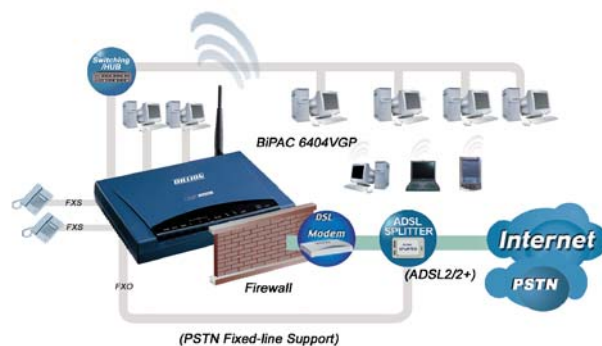 Switching
/HUB
BiPAC 6404VGP
BILLION
FXS
FXS
DSL
Modem
ADSL
SPLITTER
Internet
Firewall
(ADSL2/2+)
PSTN
FXO
(PSTN Fixed-line Support)